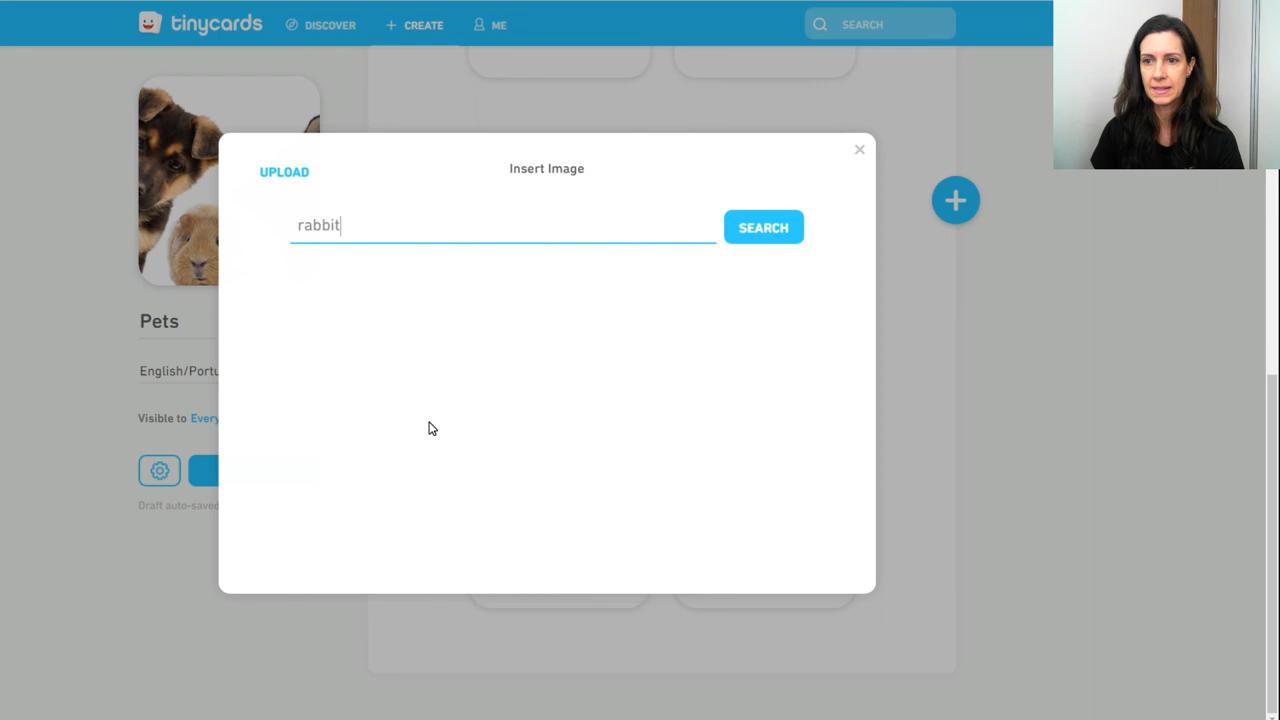 tinycards
DISCOVER
CREATE
ME
SEARCH
UPLOAD
Insert Image
rabbit
SEARCH
Pets
English/Portu
Visible to Every
Draft auto-saved